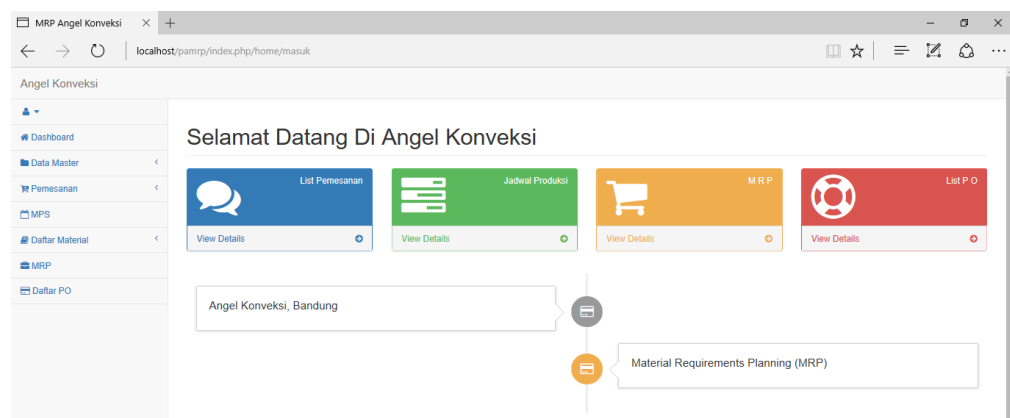 MRP Angel Konveksi
localhost/pamrp/index.php/home/masuk
Angel Konveksi
Dashboard
Data Master
Pemesanan
MPS
Daftar Material
MRP
Daftar PO
Selamat Datang Di Angel Konveksi
List Pemesanan
View Details
Jadwal Produksi
View Details
M R P
View Details
List P O
View Details
Angel Konveksi, Bandung
Material Requirements Planning (MRP)